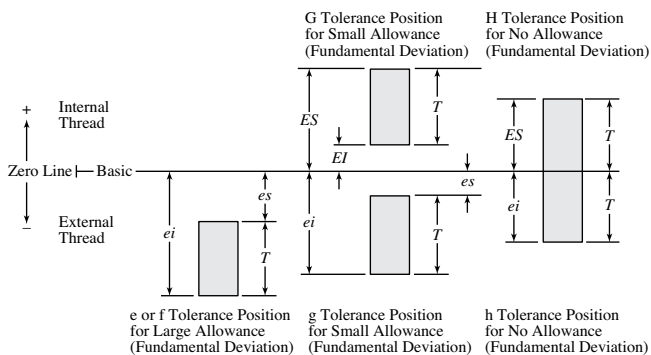 G Tolerance Position
for Small Allowance
(Fundamental Deviation)
H Tolerance Position
for No Allowance
(Fundamental Deviation)
+
Internal
Thread
ES
T
EI
ES
T
Zero Line
Basic
es
es
ei
ei
ei
T
External
Thread
−
T
T
e or f Tolerance Position
for Large Allowance
(Fundamental Deviation)
g Tolerance Position
for Small Allowance
(Fundamental Deviation)
h Tolerance Position
for No Allowance
(Fundamental Deviation)